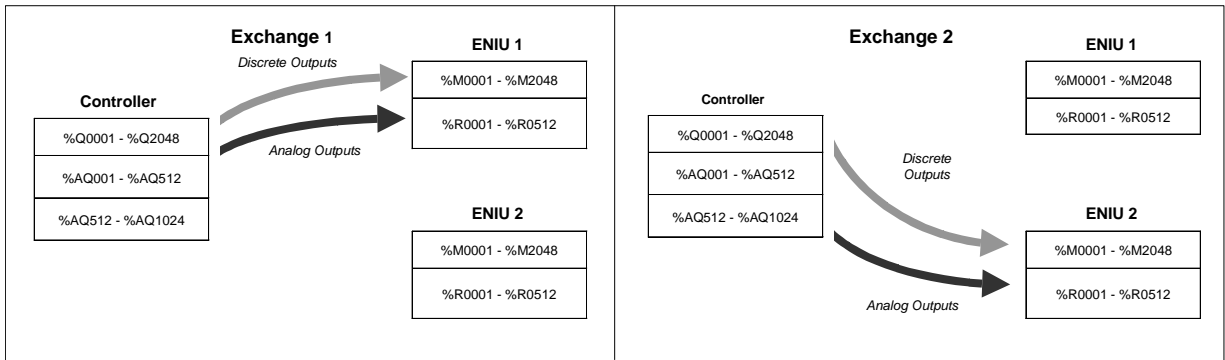 Exchange 1
Discrete Outputs
Controller
%Q0001 - %Q2048
%AQ001 - %AQ512
%AQ512 - %AQ1024
Analog Outputs
ENIU 1
%M0001 - %M2048
%R0001 - %R0512
ENIU 2
%M0001 - %M2048
%R0001 - %R0512
Exchange 2
Controller
%Q0001 - %Q2048
%AQ001 - %AQ512
%AQ512 - %AQ1024
Discrete
Outputs
Analog Outputs
ENIU 1
%M0001 - %M2048
%R0001 - %R0512
ENIU 2
%M0001 - %M2048
%R0001 - %R0512